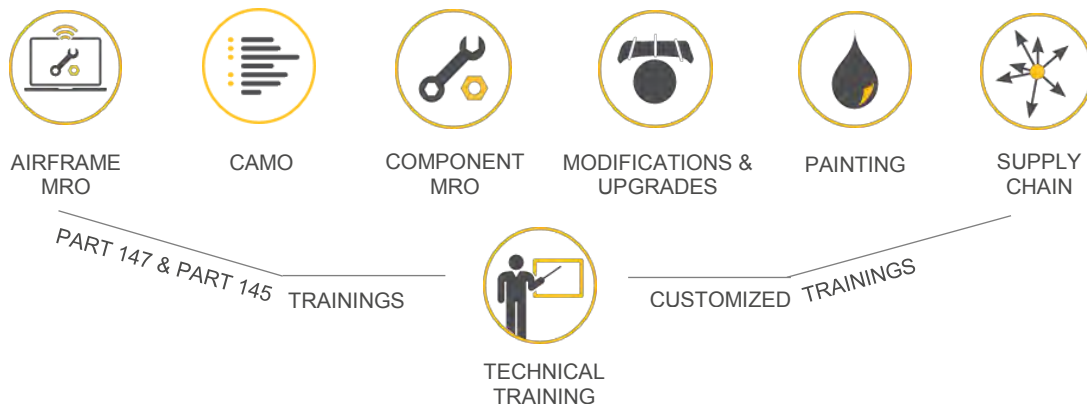 AIRFRAME
MRO
CAMO
COMPONENT
MRO
MODIFICATIONS &
UPGRADES
PAINTING
SUPPLY
CHAIN
PART 147 & PART 145 TRAININGS
CUSTOMIZED TRAININGS
TECHNICAL
TRAINING